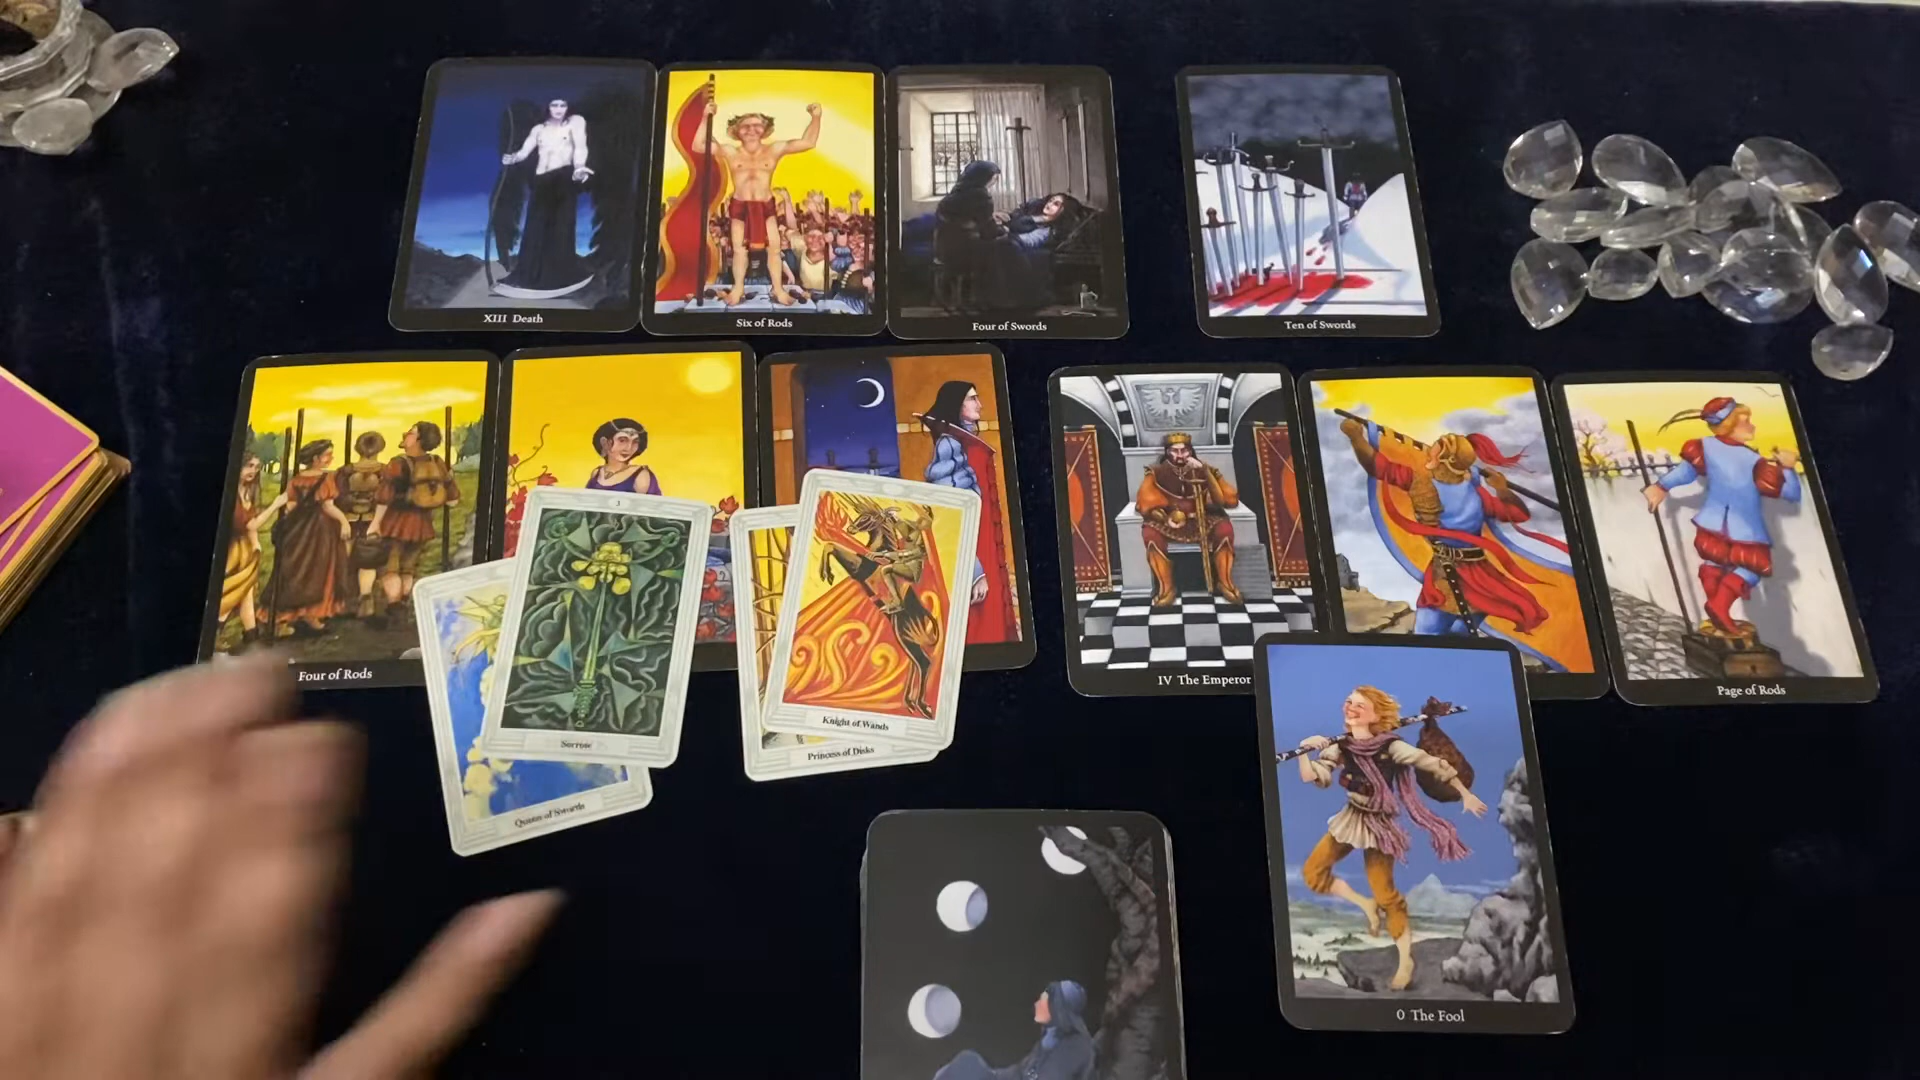 XIII Death
Six of Rods
Four of Swords
Ten of Swords
Four of Rods
IV The Emperor
Page of Rods
3
Sorrow
Queen of Swords
Knight of Wands
Princess of Disks
0 The Fool